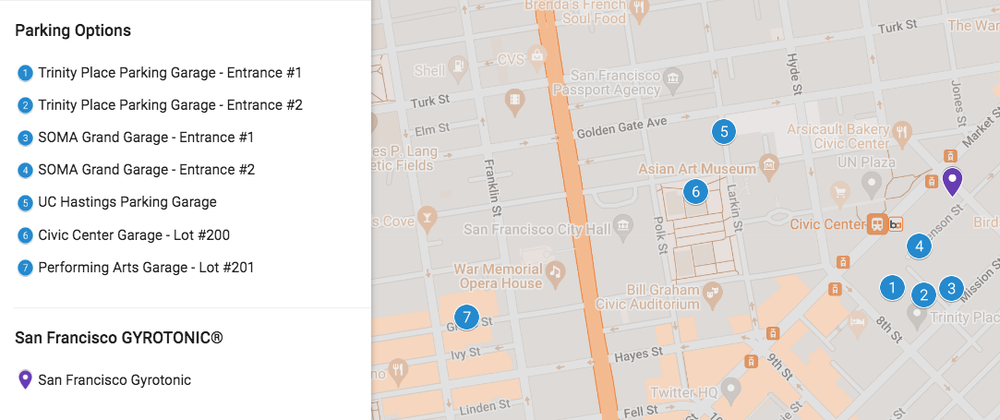 Parking Options
1 Trinity Place Parking Garage - Entrance #1
2 Trinity Place Parking Garage - Entrance #2
3 SOMA Grand Garage - Entrance #1
4 SOMA Grand Garage - Entrance #2
5 UC Hastings Parking Garage
6 Civic Center Garage - Lot #200
7 Performing Arts Garage - Lot #201
San Francisco GYROTONIC®
San Francisco Gyrotonic
Brenda's French
Soul Food
Turk St
The War
CVS
Shell
San Francisco
Passport Agency
Hyde St
Jones St
Turk St
Elm St
Golden Gate Ave
5
Arsicault Bakery
Civic Center
Market St
es P. Lang
etic Fields
Asian Art Museum
UN Plaza
Franklin St
6
Larkin St
s Cove
San Francisco City Hall
Polk St
Civic Center
ba
enson St
Bird
4
War Memorial
Opera House
Bill Graham
Civic Auditorium
1
2
3
Mission St
Trinity Plac
7
Gr
St
8th St
Ivy St
Hayes St
9th St
no
Twitter HQ
Linden St
Fell St
ie St